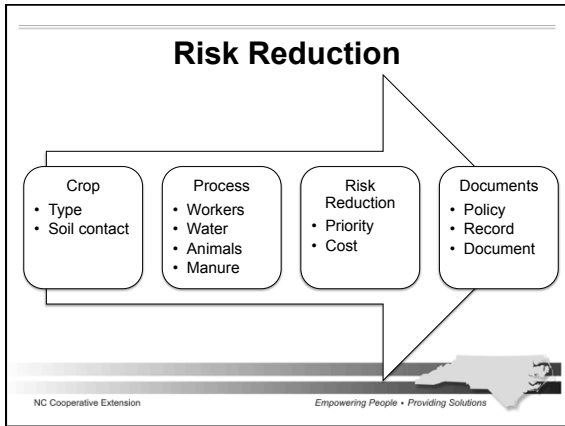 Risk Reduction
Crop
• Type
• Soil contact
Process
• Workers
• Water
• Animals
• Manure
Risk
Reduction
• Priority
• Cost
Documents
• Policy
• Record
• Document
NC Cooperative Extension
Empowering People • Providing Solutions